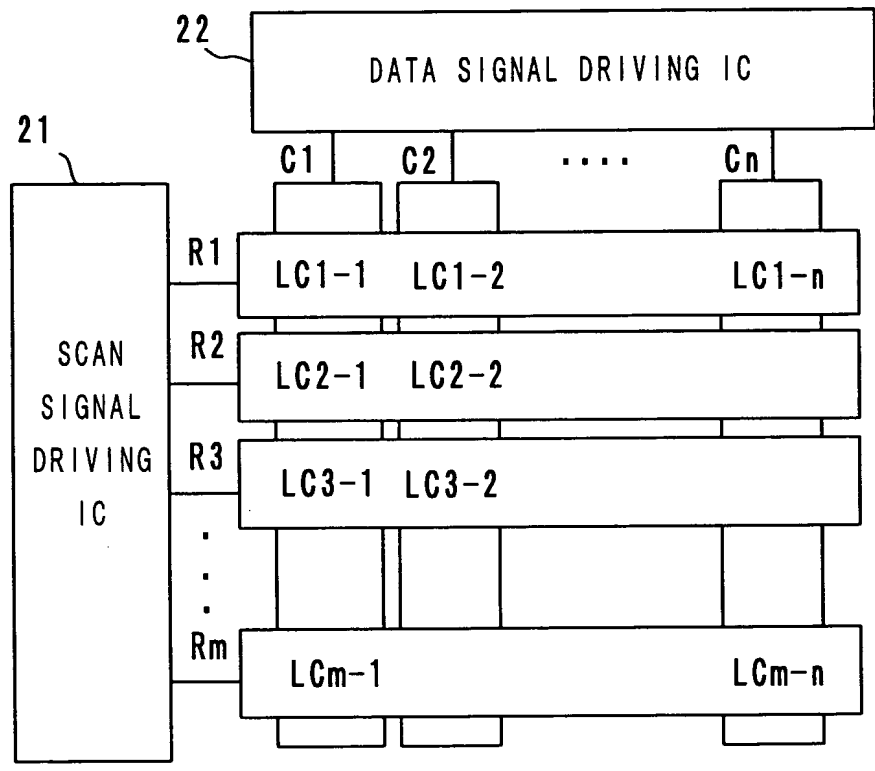 22
DATA SIGNAL DRIVING IC
21
C1 C2 ···· Cn
R1
LC1-1 LC1-2 LC1-n
R2
LC2-1 LC2-2
SCAN
SIGNAL
DRIVING
IC
R3
LC3-1 LC3-2
Rm
LCm-1 LCm-n